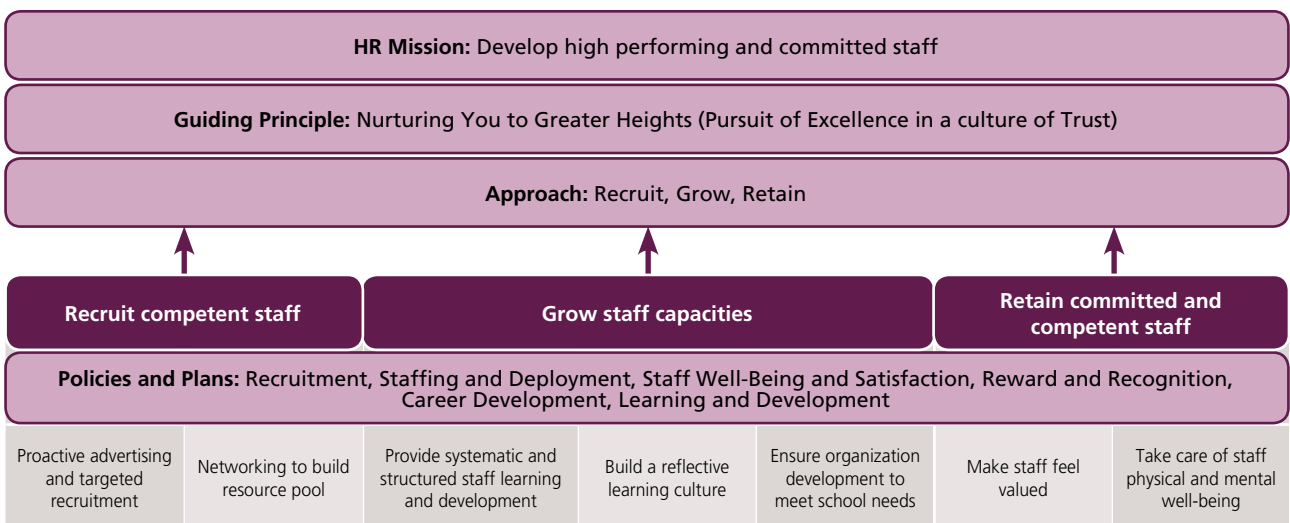 HR Mission: Develop high performing and committed staff
Guiding Principle: Nurturing You to Greater Heights (Pursuit of Excellence in a culture of Trust)
Approach: Recruit, Grow, Retain
Recruit competent staff
Grow staff capacities
Retain committed and
competent staff
Policies and Plans: Recruitment, Staffing and Deployment, Staff Well-Being and Satisfaction, Reward and Recognition,
Career Development, Learning and Development
Proactive advertising
and targeted
recruitment
Networking to build
resource pool
Provide systematic and
structured staff learning
and development
Build a reflective
learning culture
Ensure organization
development to
meet school needs
Make staff feel
valued
Take care of staff
physical and mental
well-being